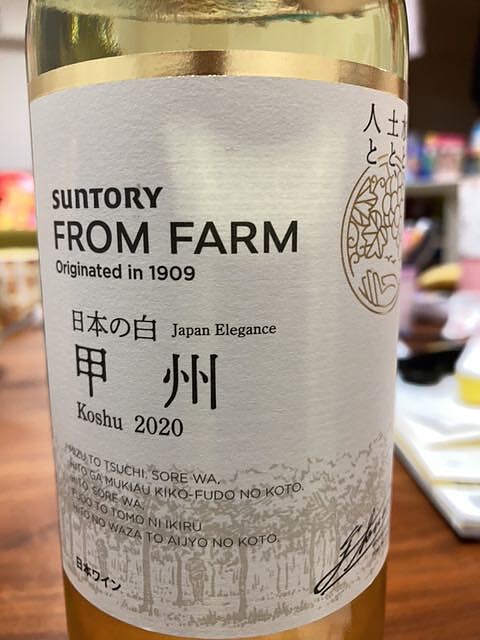 人と
土と
SUNTORY
FROM FARM
Originated in 1909
日本の白 Japan Elegance
甲州
Koshu 2020
MIZU TO TSUCHI, SORE WA,
HITO GA MUKIAU KIKO-FUDO NO KOTO.
HITO, SORE WA,
FUDO TO TOMO NI IKIRU
HITO NO WAZA TO AIJYO NO KOTO.
日本ワイン